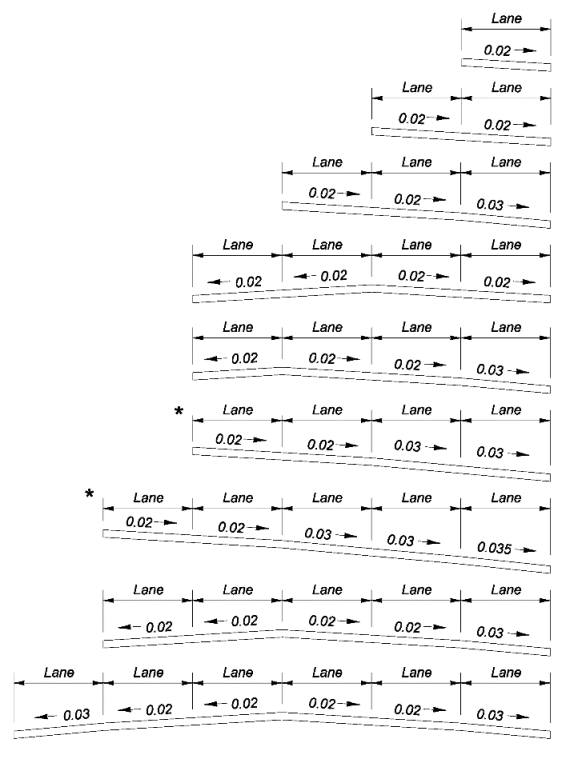 Lane
0.02
Lane Lane
0.02 0.02
Lane Lane Lane
0.02 0.02 0.03
Lane Lane Lane Lane
0.02 0.02 0.02 0.02
Lane Lane Lane Lane
0.02 0.02 0.02 0.03
* Lane Lane Lane Lane
0.02 0.02 0.03 0.03
* Lane Lane Lane Lane Lane
0.02 0.02 0.03 0.03 0.035
Lane Lane Lane Lane Lane
0.02 0.02 0.02 0.02 0.03
Lane Lane Lane Lane Lane Lane
0.03 0.02 0.02 0.02 0.02 0.03